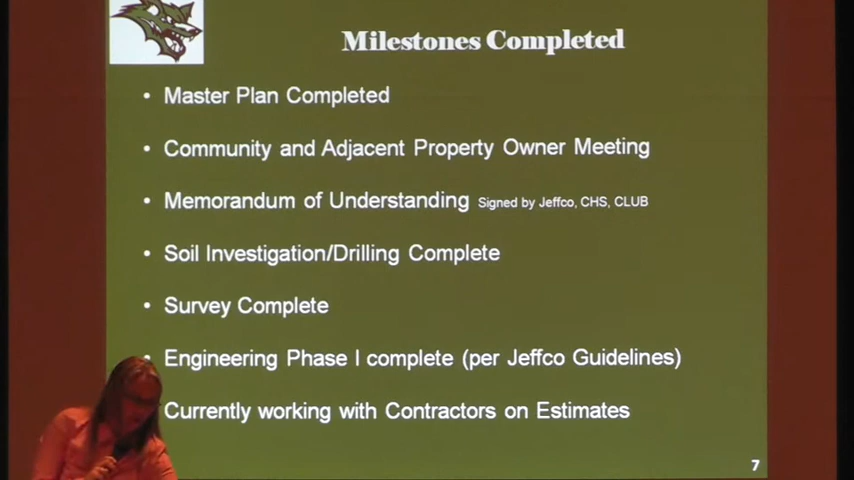 Milestones Completed
• Master Plan Completed
• Community and Adjacent Property Owner Meeting
• Memorandum of Understanding Signed by Jeffco, CHS, CLUB
• Soil Investigation/Drilling Complete
• Survey Complete
• Engineering Phase I complete (per Jeffco Guidelines)
Currently working with Contractors on Estimates
7